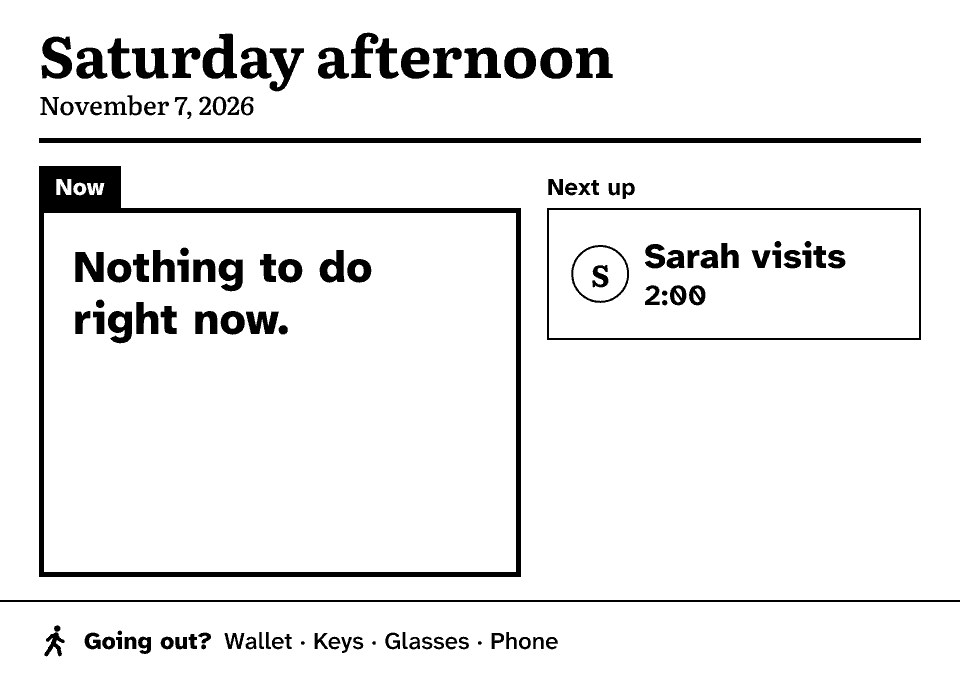 Saturday afternoon
November 7, 2026
Now
Nothing to do
right now.
Next up
S
Sarah visits
2:00
Going out? Wallet · Keys · Glasses · Phone